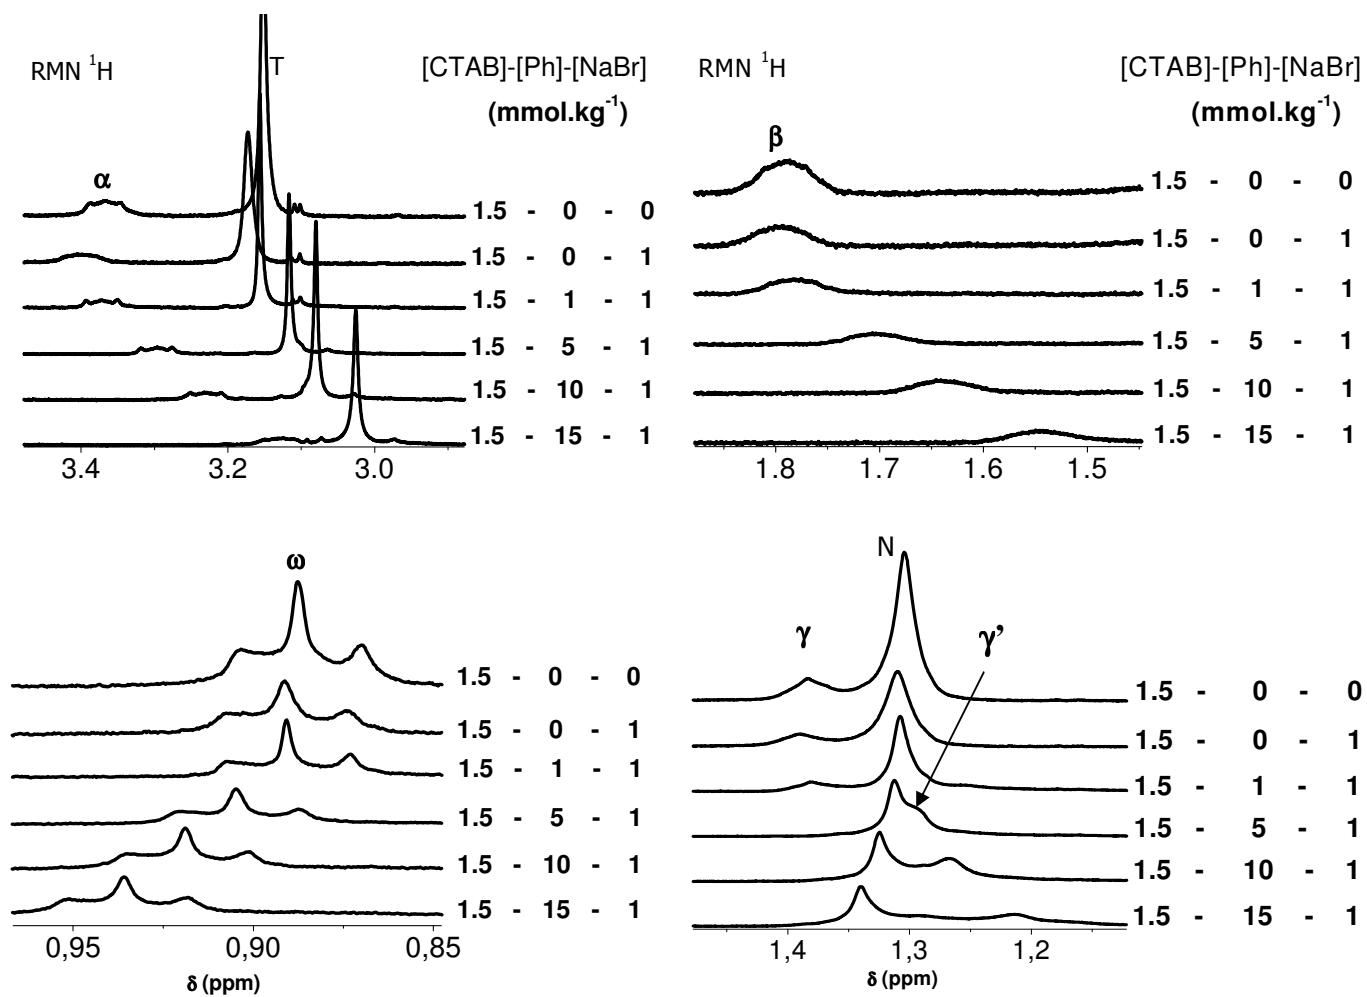 RMN ¹H
T
[CTAB]-[Ph]-[NaBr]
(mmol.kg⁻¹)
α
1.5 - 0 - 0
1.5 - 0 - 1
1.5 - 1 - 1
1.5 - 5 - 1
1.5 - 10 - 1
1.5 - 15 - 1
3.4 3.2 3.0
RMN ¹H
[CTAB]-[Ph]-[NaBr]
(mmol.kg⁻¹)
β
1.5 - 0 - 0
1.5 - 0 - 1
1.5 - 1 - 1
1.5 - 5 - 1
1.5 - 10 - 1
1.5 - 15 - 1
1.8 1.7 1.6 1.5
ω
1.5 - 0 - 0
1.5 - 0 - 1
1.5 - 1 - 1
1.5 - 5 - 1
1.5 - 10 - 1
1.5 - 15 - 1
0,95 0,90 0,85
δ (ppm)
N
γ
γ’
1.5 - 0 - 0
1.5 - 0 - 1
1.5 - 1 - 1
1.5 - 5 - 1
1.5 - 10 - 1
1.5 - 15 - 1
1,4 1,3 1,2
δ (ppm)